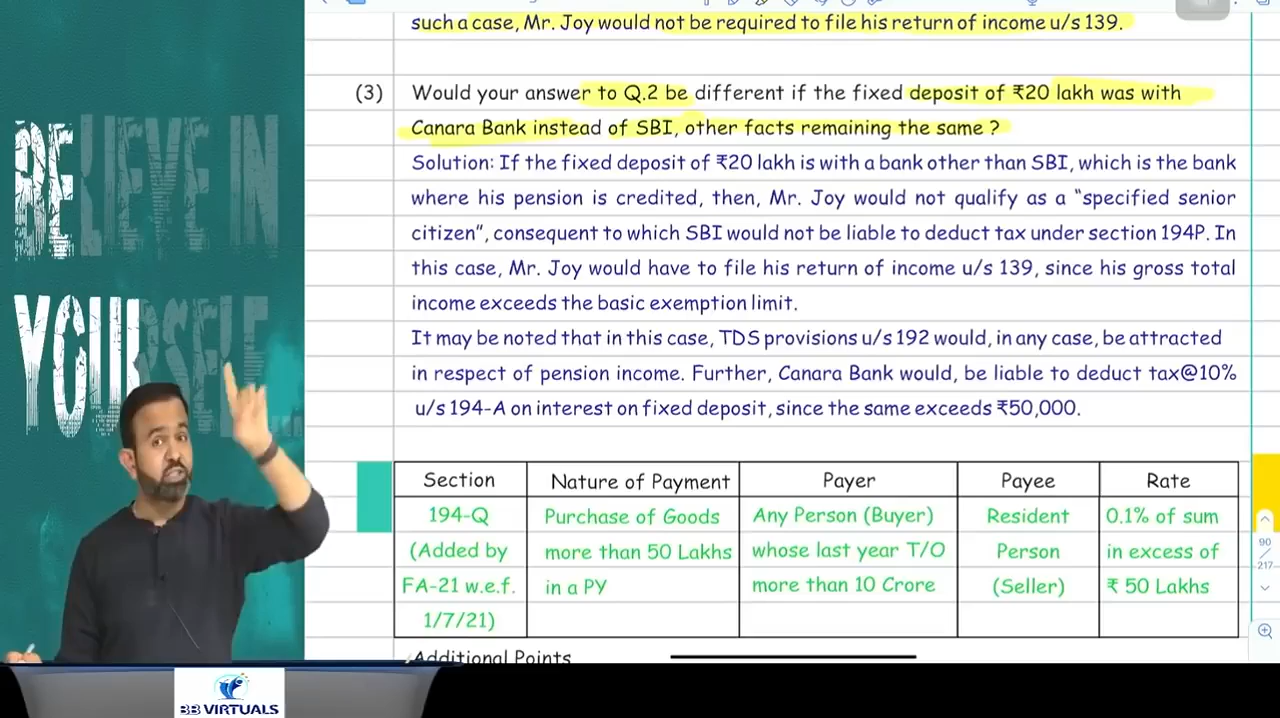 BELIEVE IN
YOURSELF
such a case, Mr. Joy would not be required to file his return of income u/s 139.
(3) Would your answer to Q.2 be different if the fixed deposit of ₹20 lakh was with
Canara Bank instead of SBI, other facts remaining the same ?
Solution: If the fixed deposit of ₹20 lakh is with a bank other than SBI, which is the bank
where his pension is credited, then, Mr. Joy would not qualify as a “specified senior
citizen”, consequent to which SBI would not be liable to deduct tax under section 194P. In
this case, Mr. Joy would have to file his return of income u/s 139, since his gross total
income exceeds the basic exemption limit.
It may be noted that in this case, TDS provisions u/s 192 would, in any case, be attracted
in respect of pension income. Further, Canara Bank would, be liable to deduct tax@10%
u/s 194-A on interest on fixed deposit, since the same exceeds ₹50,000.
Section Nature of Payment Payer Payee Rate
194-Q Purchase of Goods Any Person (Buyer) Resident 0.1% of sum
(Added by more than 50 Lakhs whose last year T/O Person in excess of
FA-21 w.e.f. in a PY more than 10 Crore (Seller) ₹ 50 Lakhs
1/7/21)
Additional Points
90
217
BB VIRTUALS